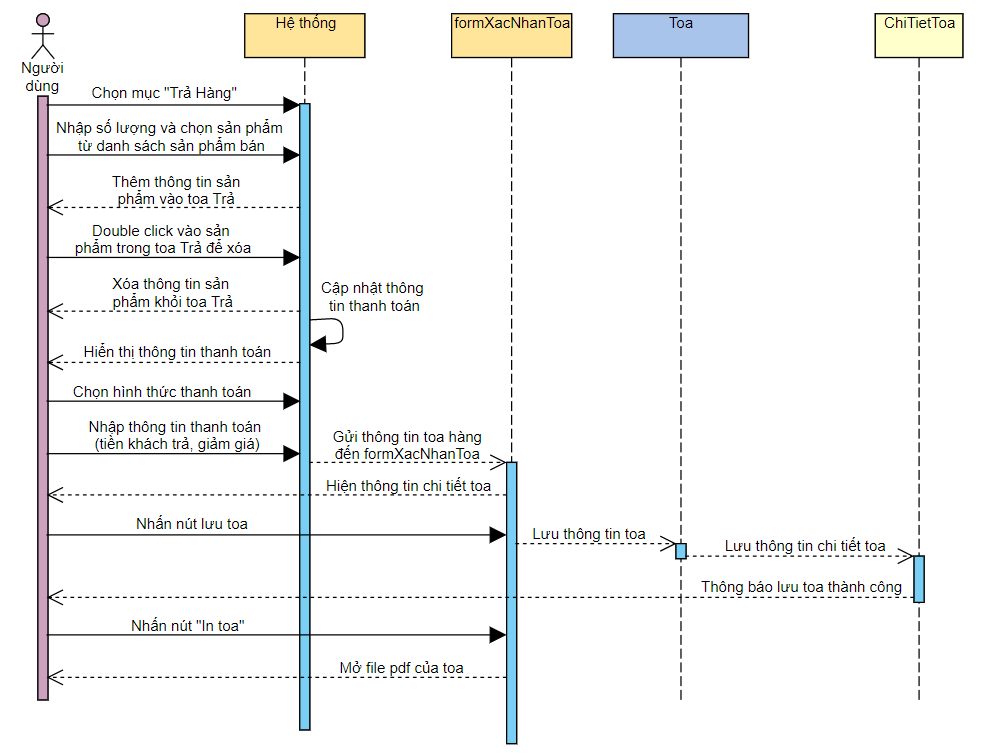 Hệ thống
formXacNhanToa
Toa
ChiTietToa
Người
dùng
Chọn mục "Trả Hàng"
Nhập số lượng và chọn sản phẩm
từ danh sách sản phẩm bán
Thêm thông tin sản
phẩm vào toa Trả
Double click vào sản
phẩm trong toa Trả để xóa
Xóa thông tin sản
phẩm khỏi toa Trả
Cập nhật thông
tin thanh toán
Hiển thị thông tin thanh toán
Chọn hình thức thanh toán
Nhập thông tin thanh toán
(tiền khách trả, giảm giá)
Gửi thông tin toa hàng
đến formXacNhanToa
Hiện thông tin chi tiết toa
Nhấn nút lưu toa
Lưu thông tin toa
Lưu thông tin chi tiết toa
Thông báo lưu toa thành công
Nhấn nút "In toa"
Mở file pdf của toa